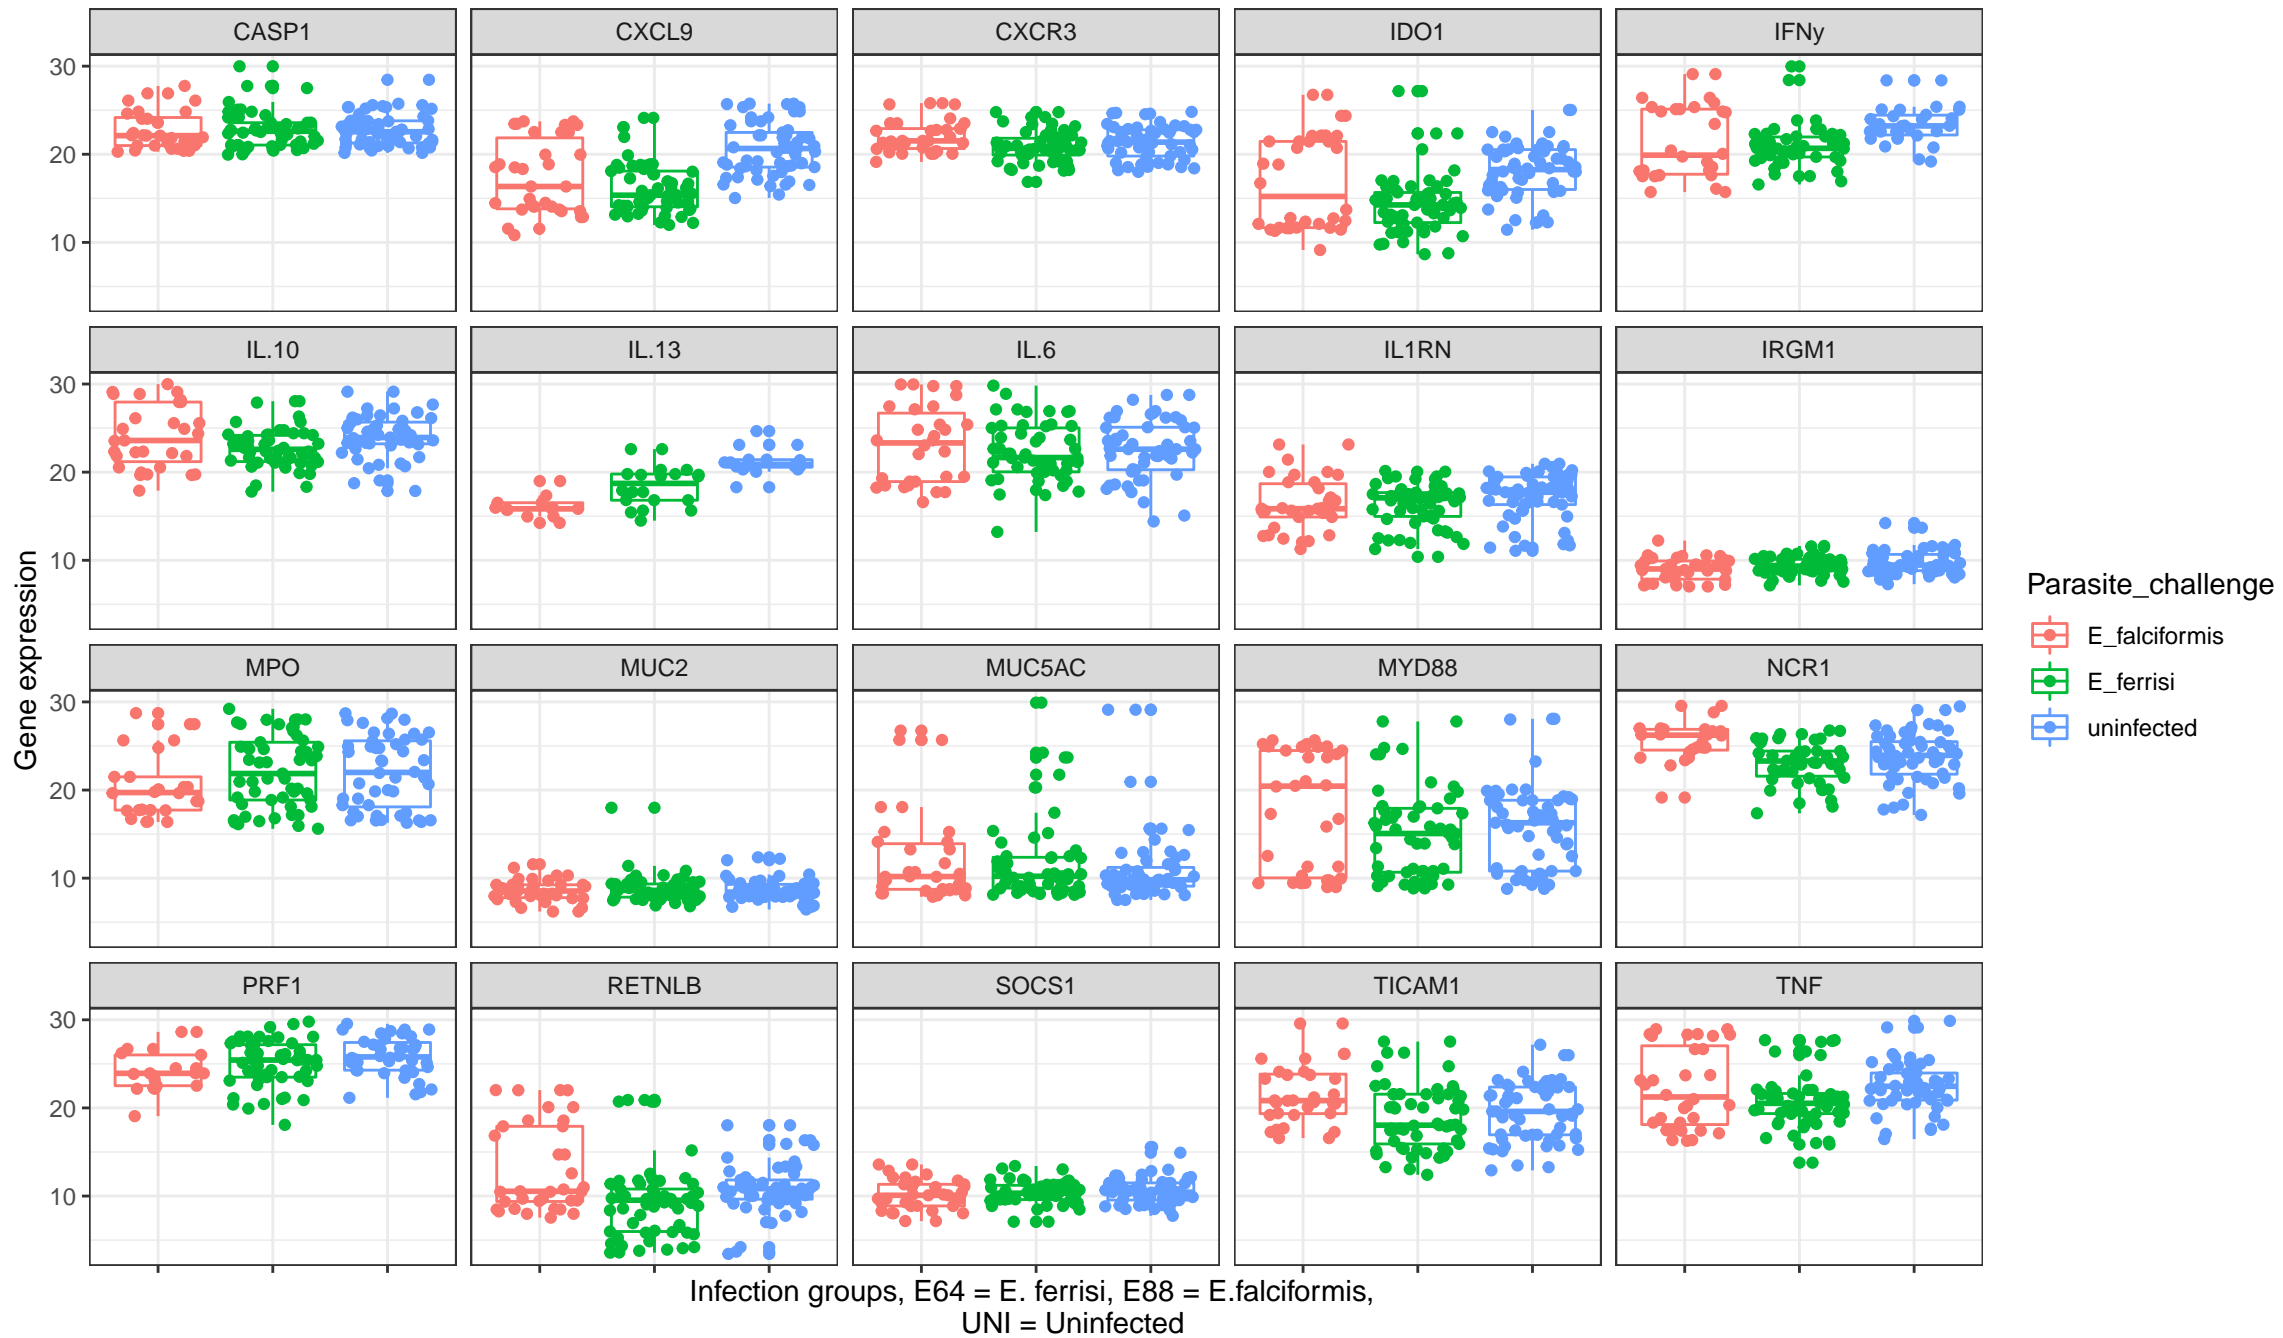 CASP1 CXCL9 CXCR3 IDO1 IFNy
30
20
10
IL.10 IL.13 IL.6 IL1RN IRGM1
30
20
10
MPO MUC2 MUC5AC MYD88 NCR1
30
20
10
PRF1 RETNLB SOCS1 TICAM1 TNF
30
20
10
Gene expression
Infection groups, E64 = E. ferrisi, E88 = E.falciformis,
UNI = Uninfected
Parasite_challenge
E_falciformis
E_ferrisi
uninfected